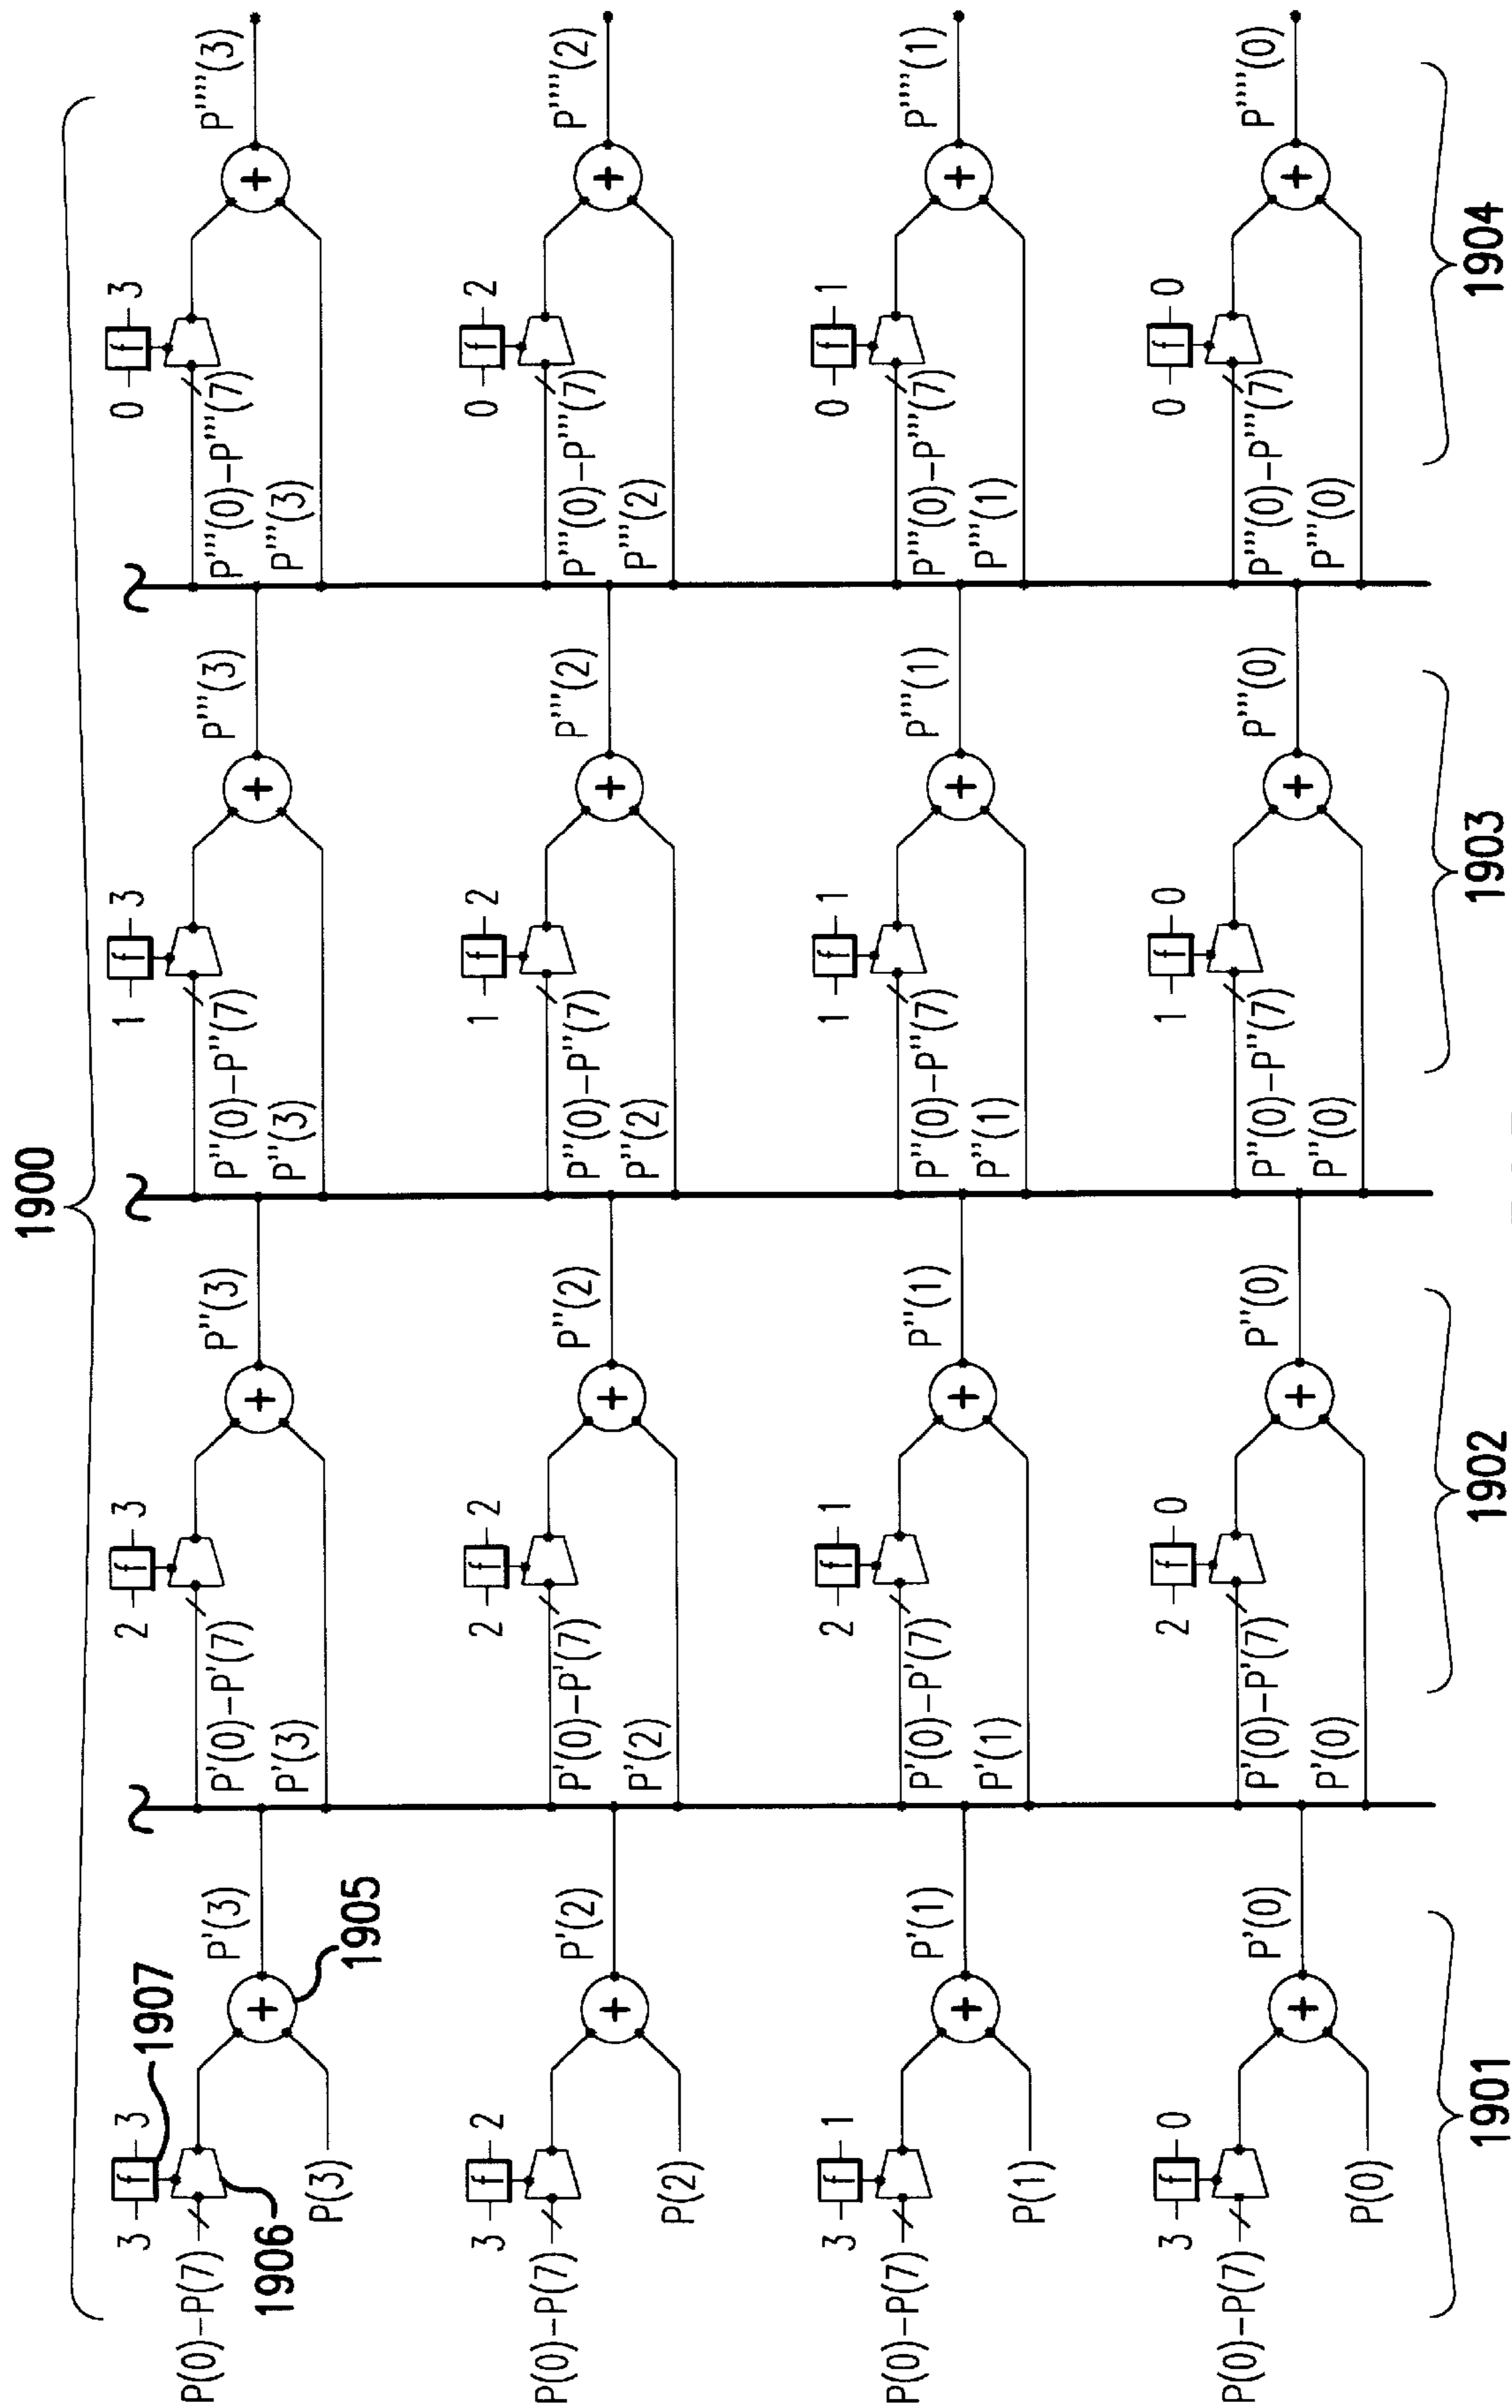 1900
3 f 3 1907
P(0)–P(7)
1906
P(3)
P'(3)
1905
2 f 3
P'(0)–P'(7)
P'(3)
P''(3)
1 f 3
P''(0)–P''(7)
P''(3)
P'''(3)
0 f 3
P'''(0)–P'''(7)
P'''(3)
P''''(3)
3 f 2
P(0)–P(7)
P(2)
P'(2)
2 f 2
P'(0)–P'(7)
P'(2)
P''(2)
1 f 2
P''(0)–P''(7)
P''(2)
P'''(2)
0 f 2
P'''(0)–P'''(7)
P'''(2)
P''''(2)
3 f 1
P(0)–P(7)
P(1)
P'(1)
2 f 1
P'(0)–P'(7)
P'(1)
P''(1)
1 f 1
P''(0)–P''(7)
P''(1)
P'''(1)
0 f 1
P'''(0)–P'''(7)
P'''(1)
P''''(1)
3 f 0
P(0)–P(7)
P(0)
P'(0)
2 f 0
P'(0)–P'(7)
P'(0)
P''(0)
1 f 0
P''(0)–P''(7)
P''(0)
P'''(0)
0 f 0
P'''(0)–P'''(7)
P'''(0)
P''''(0)
1901
1902
1903
1904